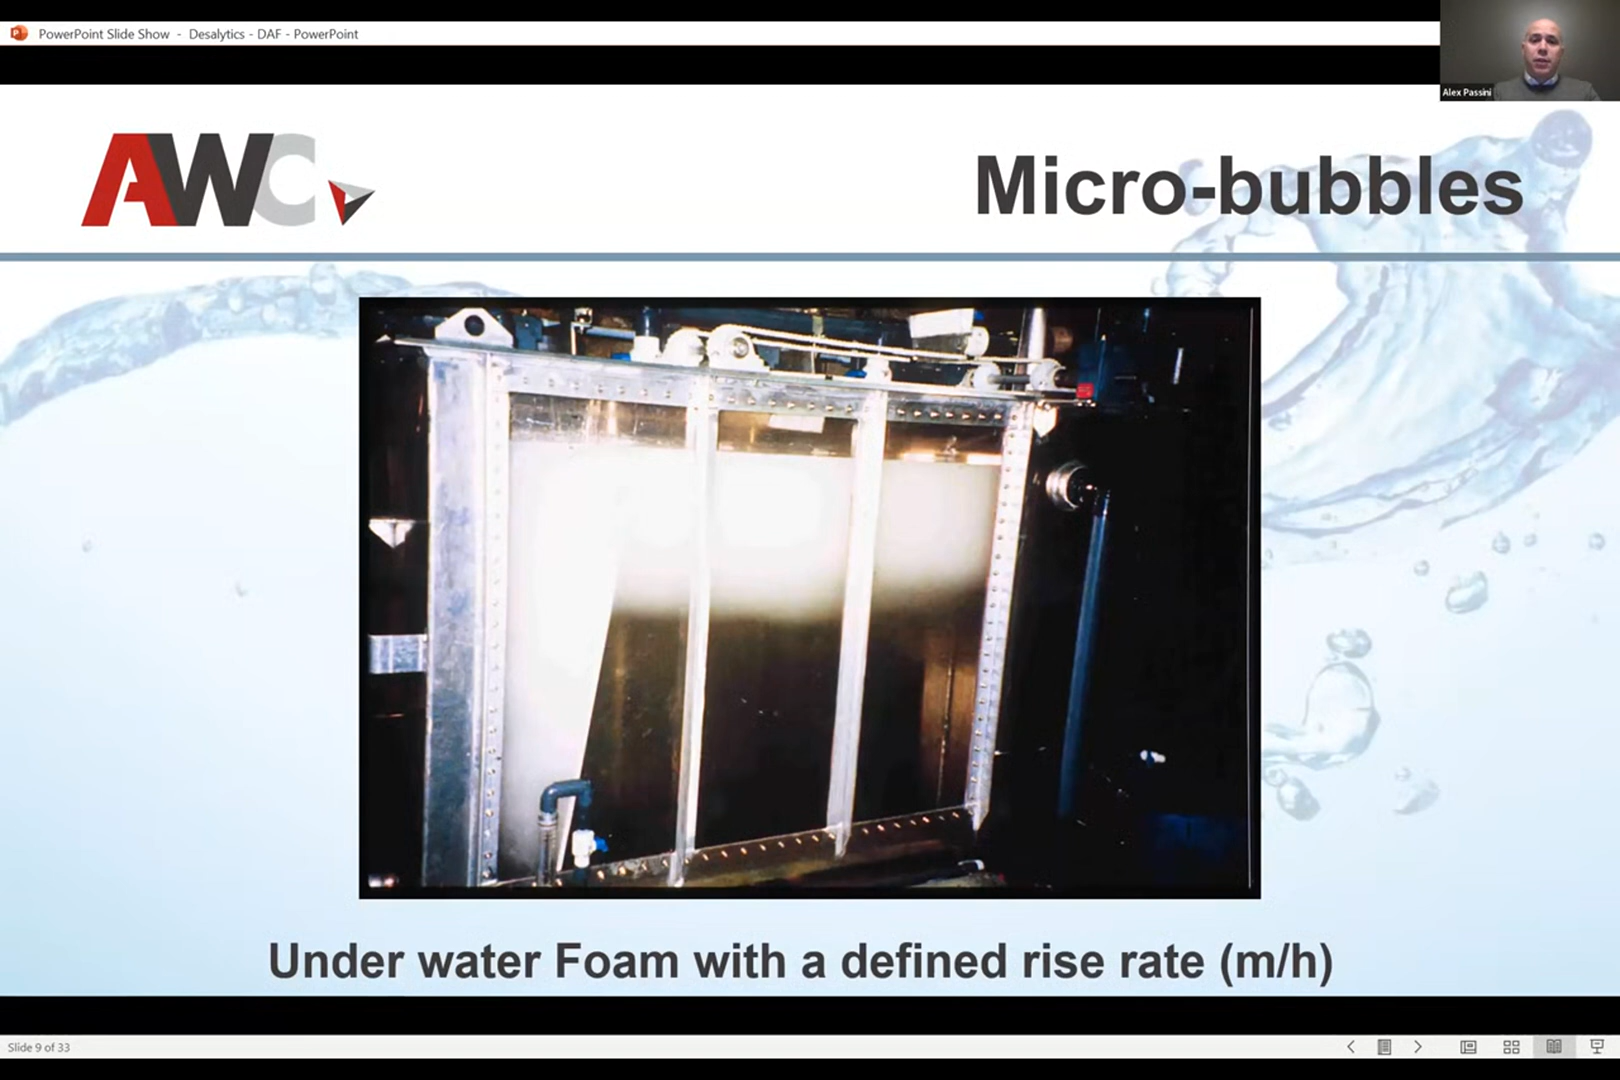 PowerPoint Slide Show - Desalytics - DAF - PowerPoint
Alex Passini
AWC
Micro-bubbles
Under water Foam with a defined rise rate (m/h)
Slide 9 of 33